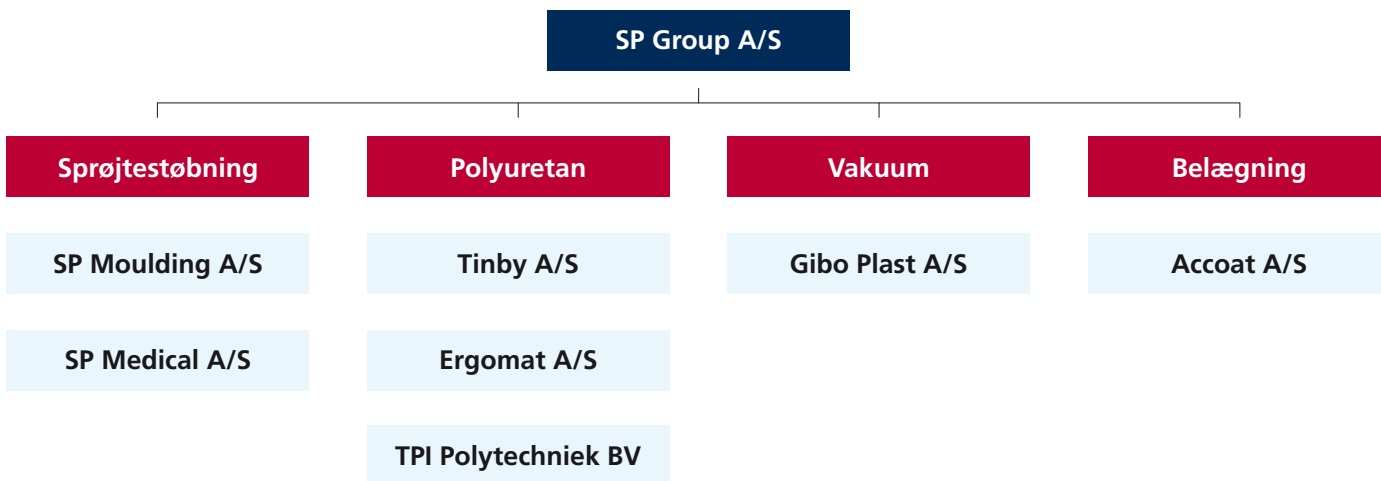 SP Group A/S
Sprøjtestøbning
Polyuretan
Vakuum
Belægning
SP Moulding A/S
Tinby A/S
Gibo Plast A/S
Accoat A/S
SP Medical A/S
Ergomat A/S
TPI Polytechniek BV